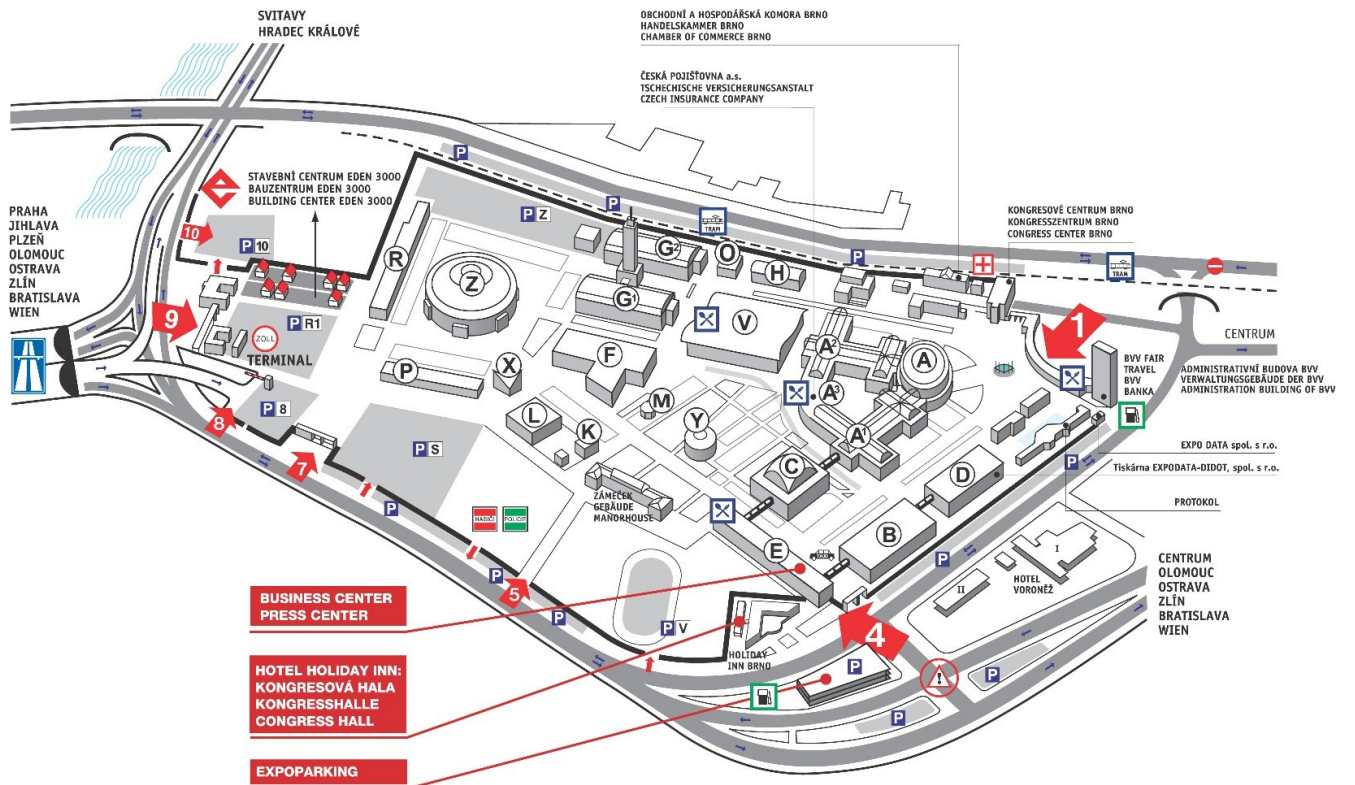 SVITAVY
HRADEC KRÁLOVÉ
OBCHODNÍ A HOSPODÁŘSKÁ KOMORA BRNO
HANDELSKAMMER BRNO
CHAMBER OF COMMERCE BRNO
ČESKÁ POJIŠŤOVNA a.s.
TSCHECHISCHE VERSICHERUNGSANSTALT
CZECH INSURANCE COMPANY
P
STAVEBNÍ CENTRUM EDEN 3000
BAUZENTRUM EDEN 3000
BUILDING CENTER EDEN 3000
PRAHA
JIHLAVA
PLZEŇ
OLOMOUC
OSTRAVA
ZLÍN
BRATISLAVA
WIEN
KONGRESOVÉ CENTRUM BRNO
KONGRESSZENTRUM BRNO
CONGRESS CENTER BRNO
P
P Z
TRAM
10
P 10
R
G2
O
H
P
TRAM
Z
G1
V
9
P R1
ZOLL
TERMINAL
1
CENTRUM
A2
A
F
P
X
A3
BVV FAIR
TRAVEL
BVV
BANKA
ADMINISTRATIVNÍ BUDOVA BVV
VERWALTUNGSGEBÄUDE DER BVV
ADMINISTRATION BUILDING OF BVV
8
P 8
M
L
K
Y
A1
7
P S
C
D
EXPO DATA spol. s r.o.
P
Tiskárna EXPODATA-DIDOT, spol. s r.o.
ZÁMEČEK
GEBÄUDE
MANORHOUSE
PROTOKOL
P
HASIČI
POLICIE
E
B
TAXI
P
I
II
HOTEL
VORONĚŽ
CENTRUM
OLOMOUC
OSTRAVA
ZLÍN
BRATISLAVA
WIEN
P
5
P
BUSINESS CENTER
PRESS CENTER
P V
4
HOLIDAY
INN BRNO
HOTEL HOLIDAY INN:
KONGRESOVÁ HALA
KONGRESSHALLE
CONGRESS HALL
P
!
P
P
EXPOPARKING